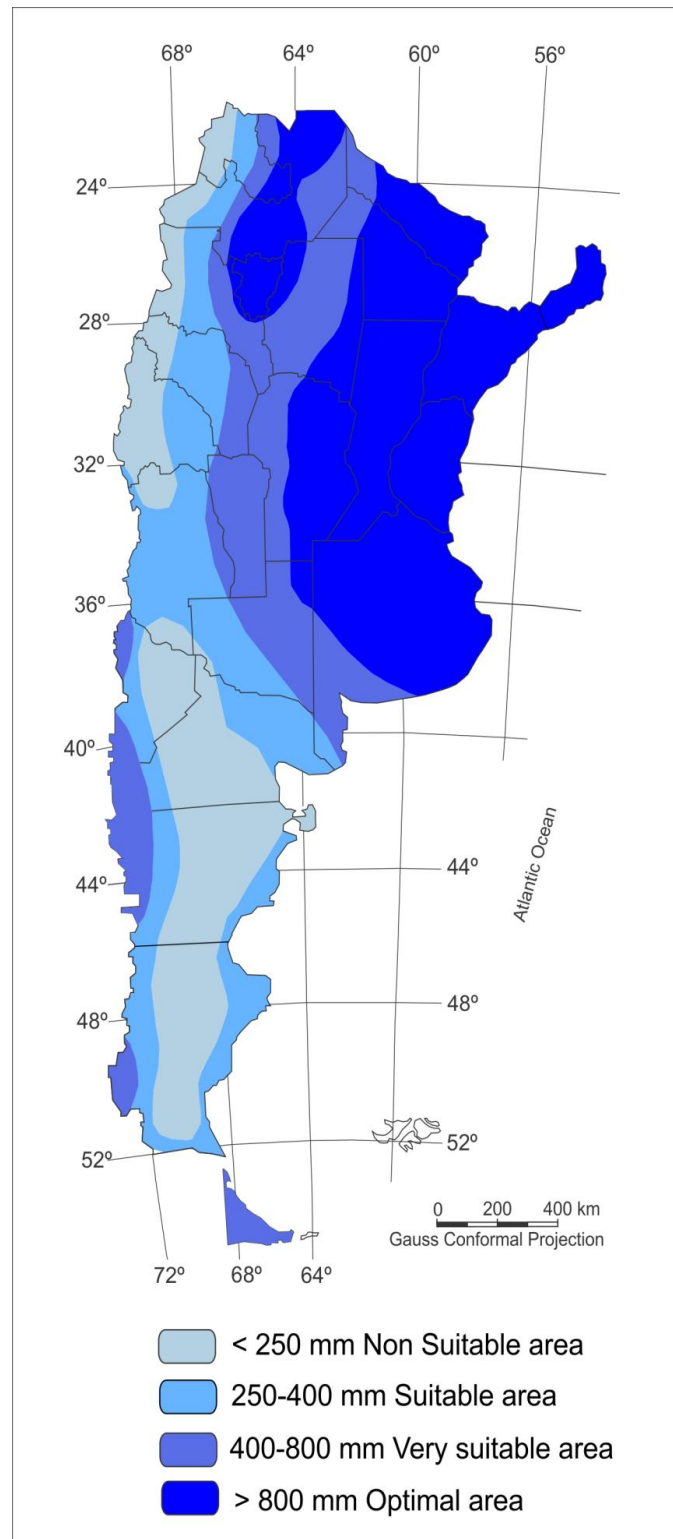 68º 64º 60º 56º
24º
28º
32º
36º
40º
44º 44º
48º 48º
52º 52º
72º 68º 64º
Atlantic Ocean
0 200 400 km
Gauss Conformal Projection
< 250 mm Non Suitable area
250-400 mm Suitable area
400-800 mm Very suitable area
> 800 mm Optimal area